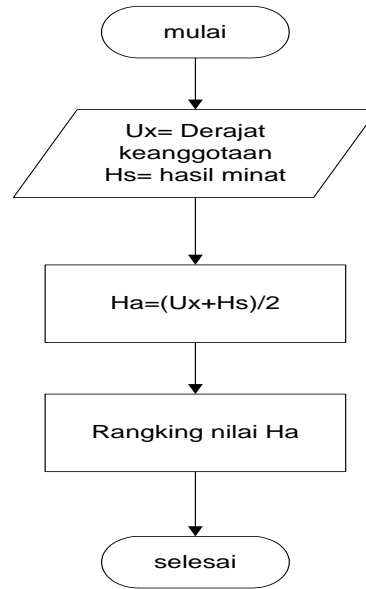 mulai
Ux= Derajat
keanggotaan
Hs= hasil minat
Ha=(Ux+Hs)/2
Rangking nilai Ha
selesai